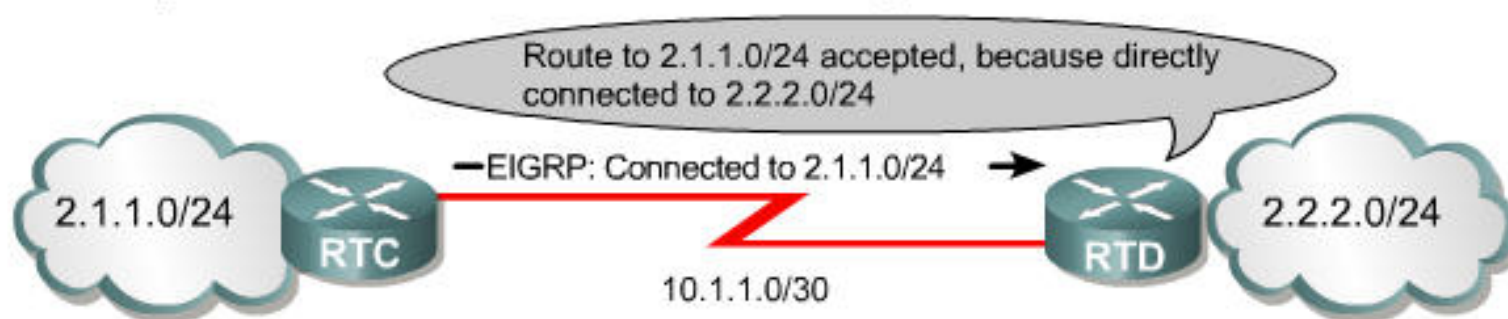 Route to 2.1.1.0/24 accepted, because directly
connected to 2.2.2.0/24
EIGRP: Connected to 2.1.1.0/24
2.1.1.0/24
RTC
RTD
2.2.2.0/24
10.1.1.0/30